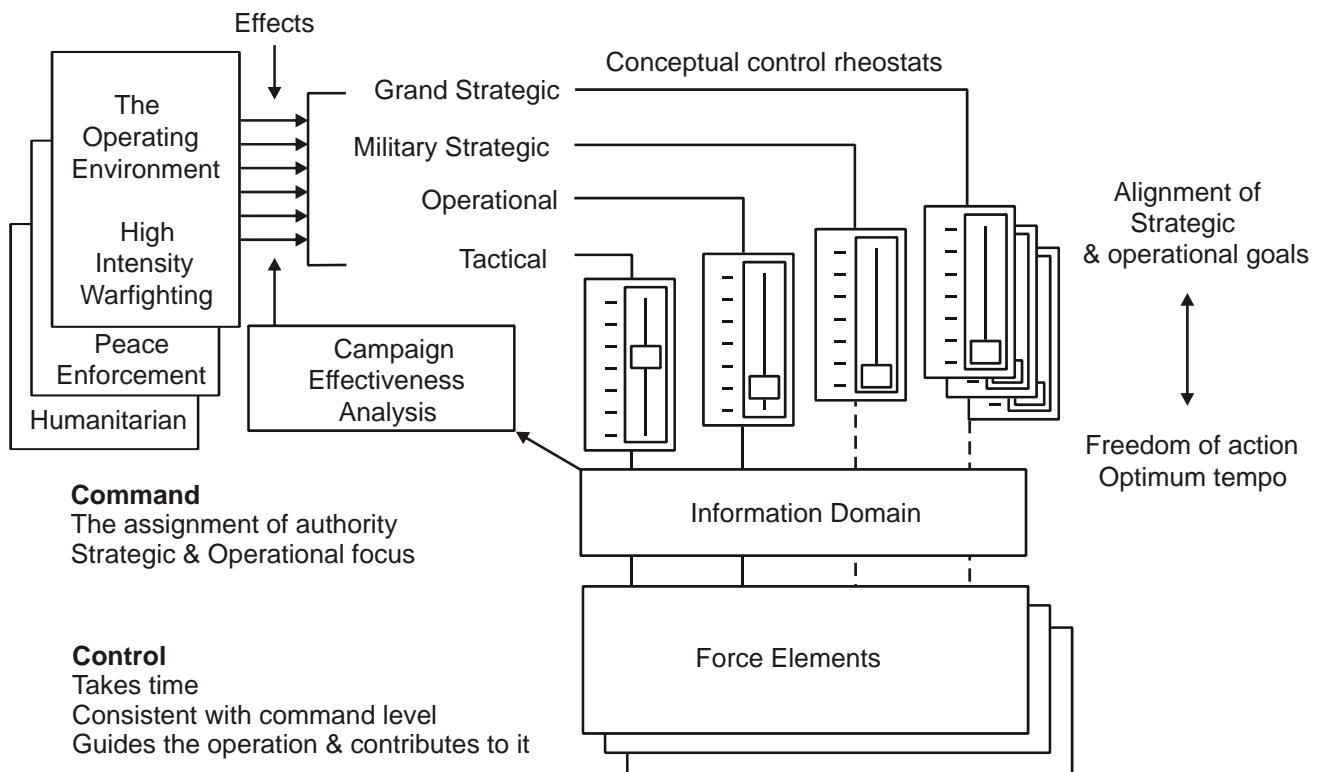 Effects
Conceptual control rheostats
The
Operating
Environment
High
Intensity
Warfighting
Peace
Enforcement
Humanitarian
Grand Strategic
Military Strategic
Operational
Tactical
Campaign
Effectiveness
Analysis
Alignment of
Strategic
& operational goals
Freedom of action
Optimum tempo
Information Domain
Force Elements
Command
The assignment of authority
Strategic & Operational focus
Control
Takes time
Consistent with command level
Guides the operation & contributes to it